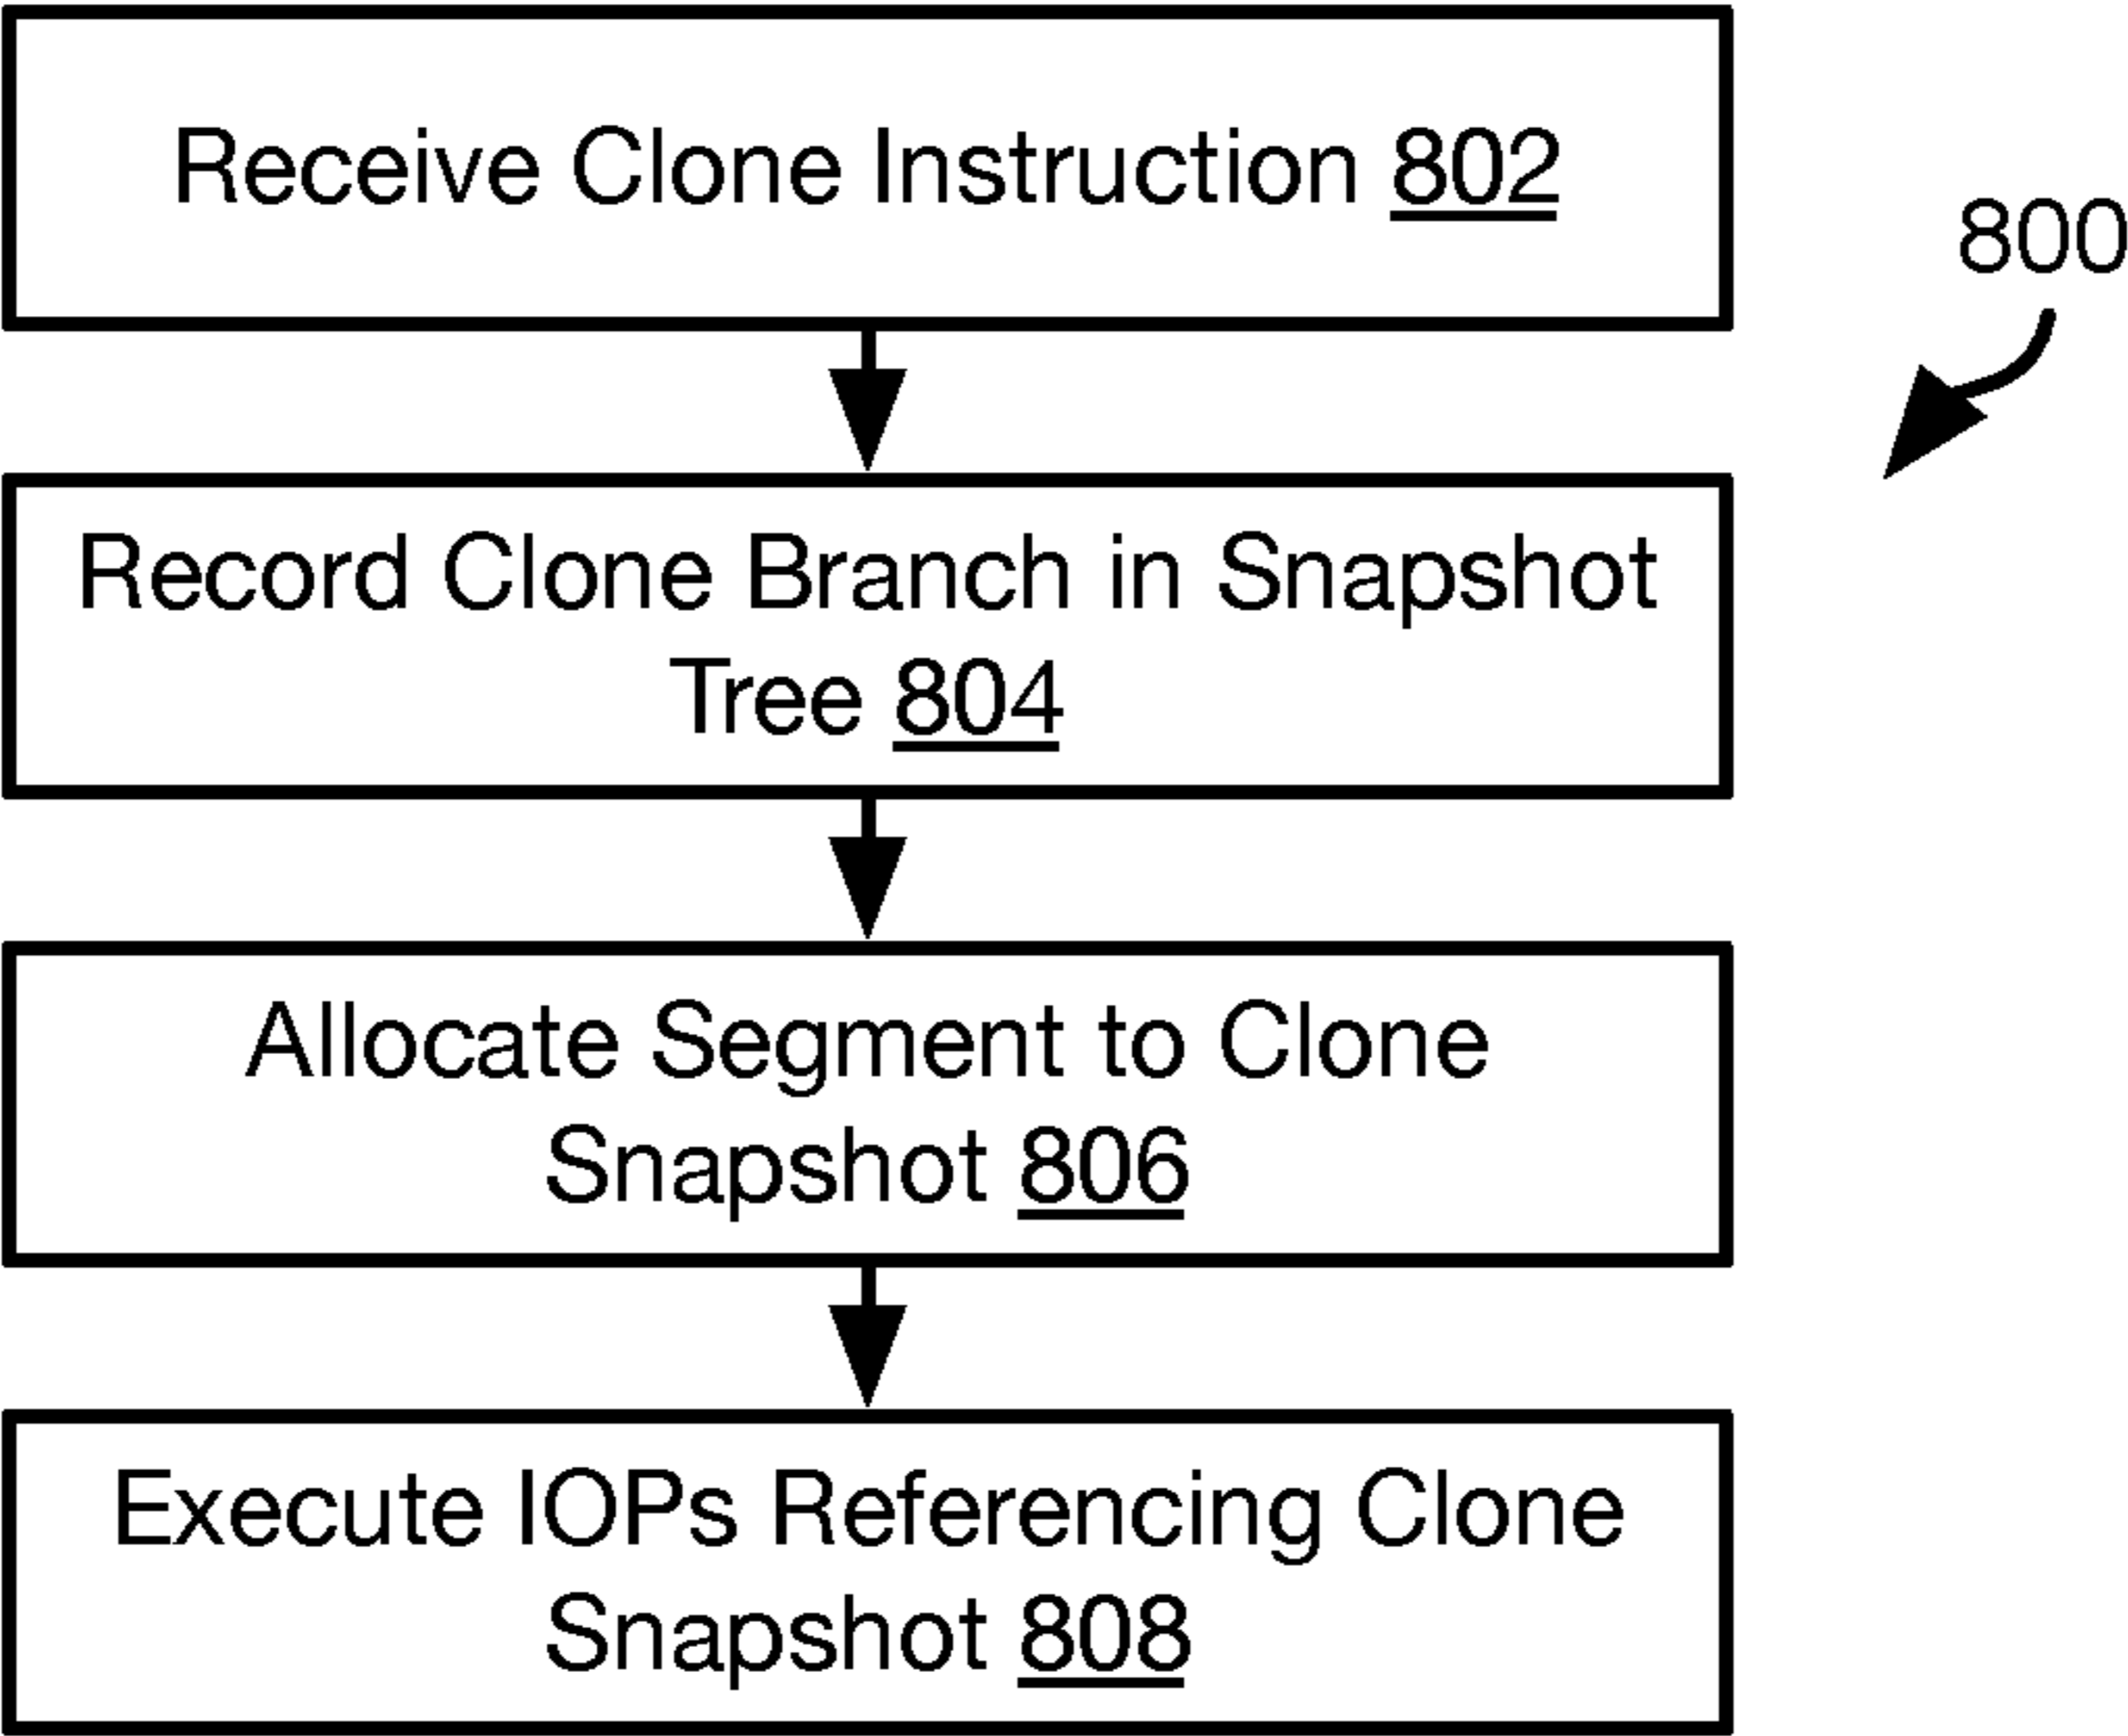 Receive Clone Instruction 802
800
Record Clone Branch in Snapshot
Tree 804
Allocate Segment to Clone
Snapshot 806
Execute IOPs Referencing Clone
Snapshot 808